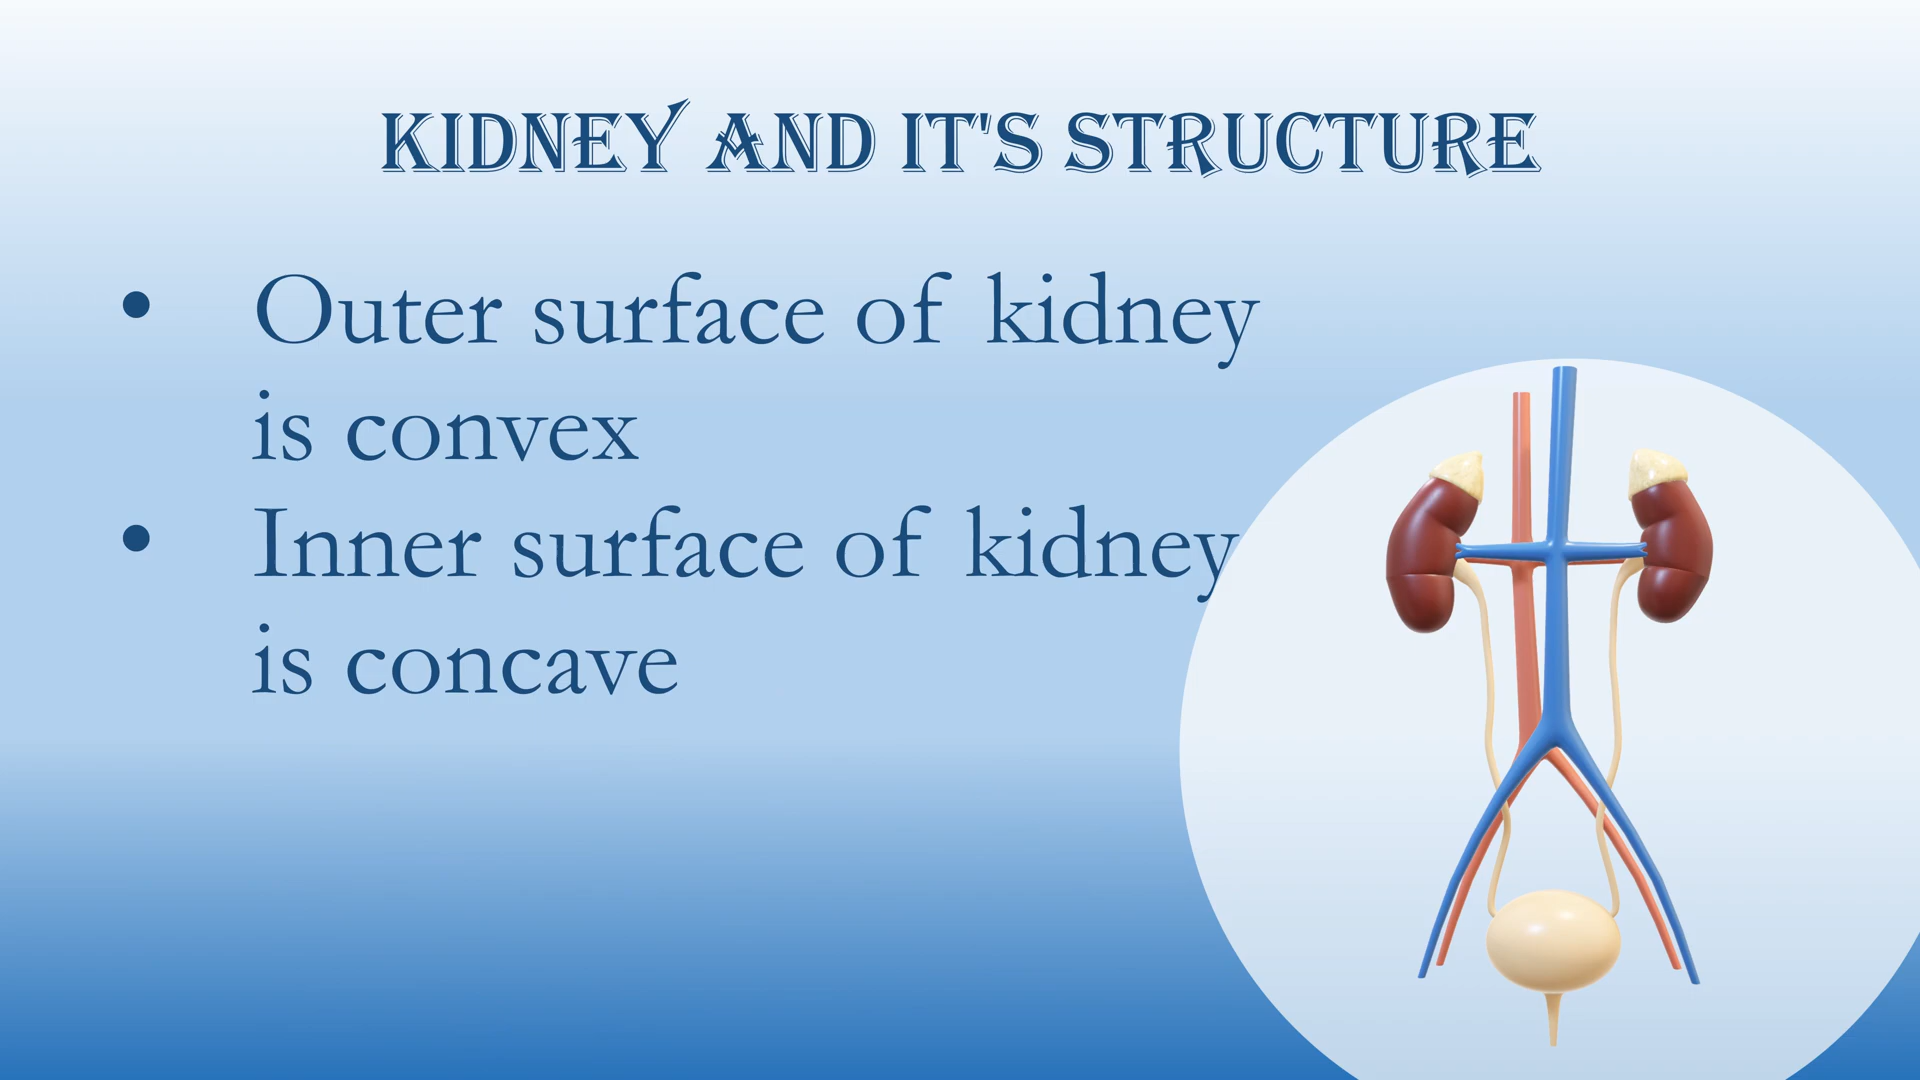 KIDNEY AND IT'S STRUCTURE
• Outer surface of kidney
is convex
• Inner surface of kidney
is concave